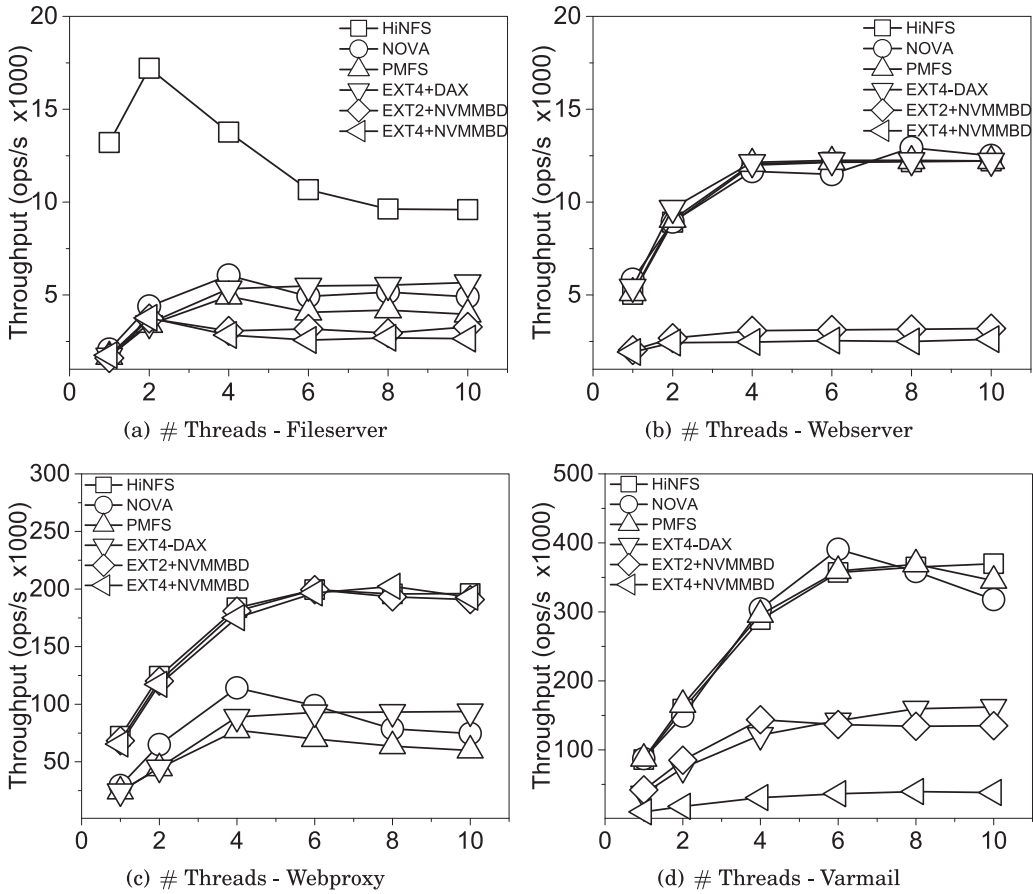 20
15
10
5
Throughput (ops/s x1000)
HiNFS
NOVA
PMFS
EXT4+DAX
EXT2+NVMMBD
EXT4+NVMMBD
0 2 4 6 8 10
(a) # Threads - Fileserver
20
15
10
5
Throughput (ops/s x1000)
HiNFS
NOVA
PMFS
EXT4-DAX
EXT2+NVMMBD
EXT4+NVMMBD
0 2 4 6 8 10
(b) # Threads - Webserver
300
250
200
150
100
50
Throughput (ops/s x1000)
HiNFS
NOVA
PMFS
EXT4-DAX
EXT2+NVMMBD
EXT4+NVMMBD
0 2 4 6 8 10
(c) # Threads - Webproxy
500
400
300
200
100
Throughput (ops/s x1000)
HiNFS
NOVA
PMFS
EXT4-DAX
EXT2+NVMMBD
EXT4+NVMMBD
0 2 4 6 8 10
(d) # Threads - Varmail